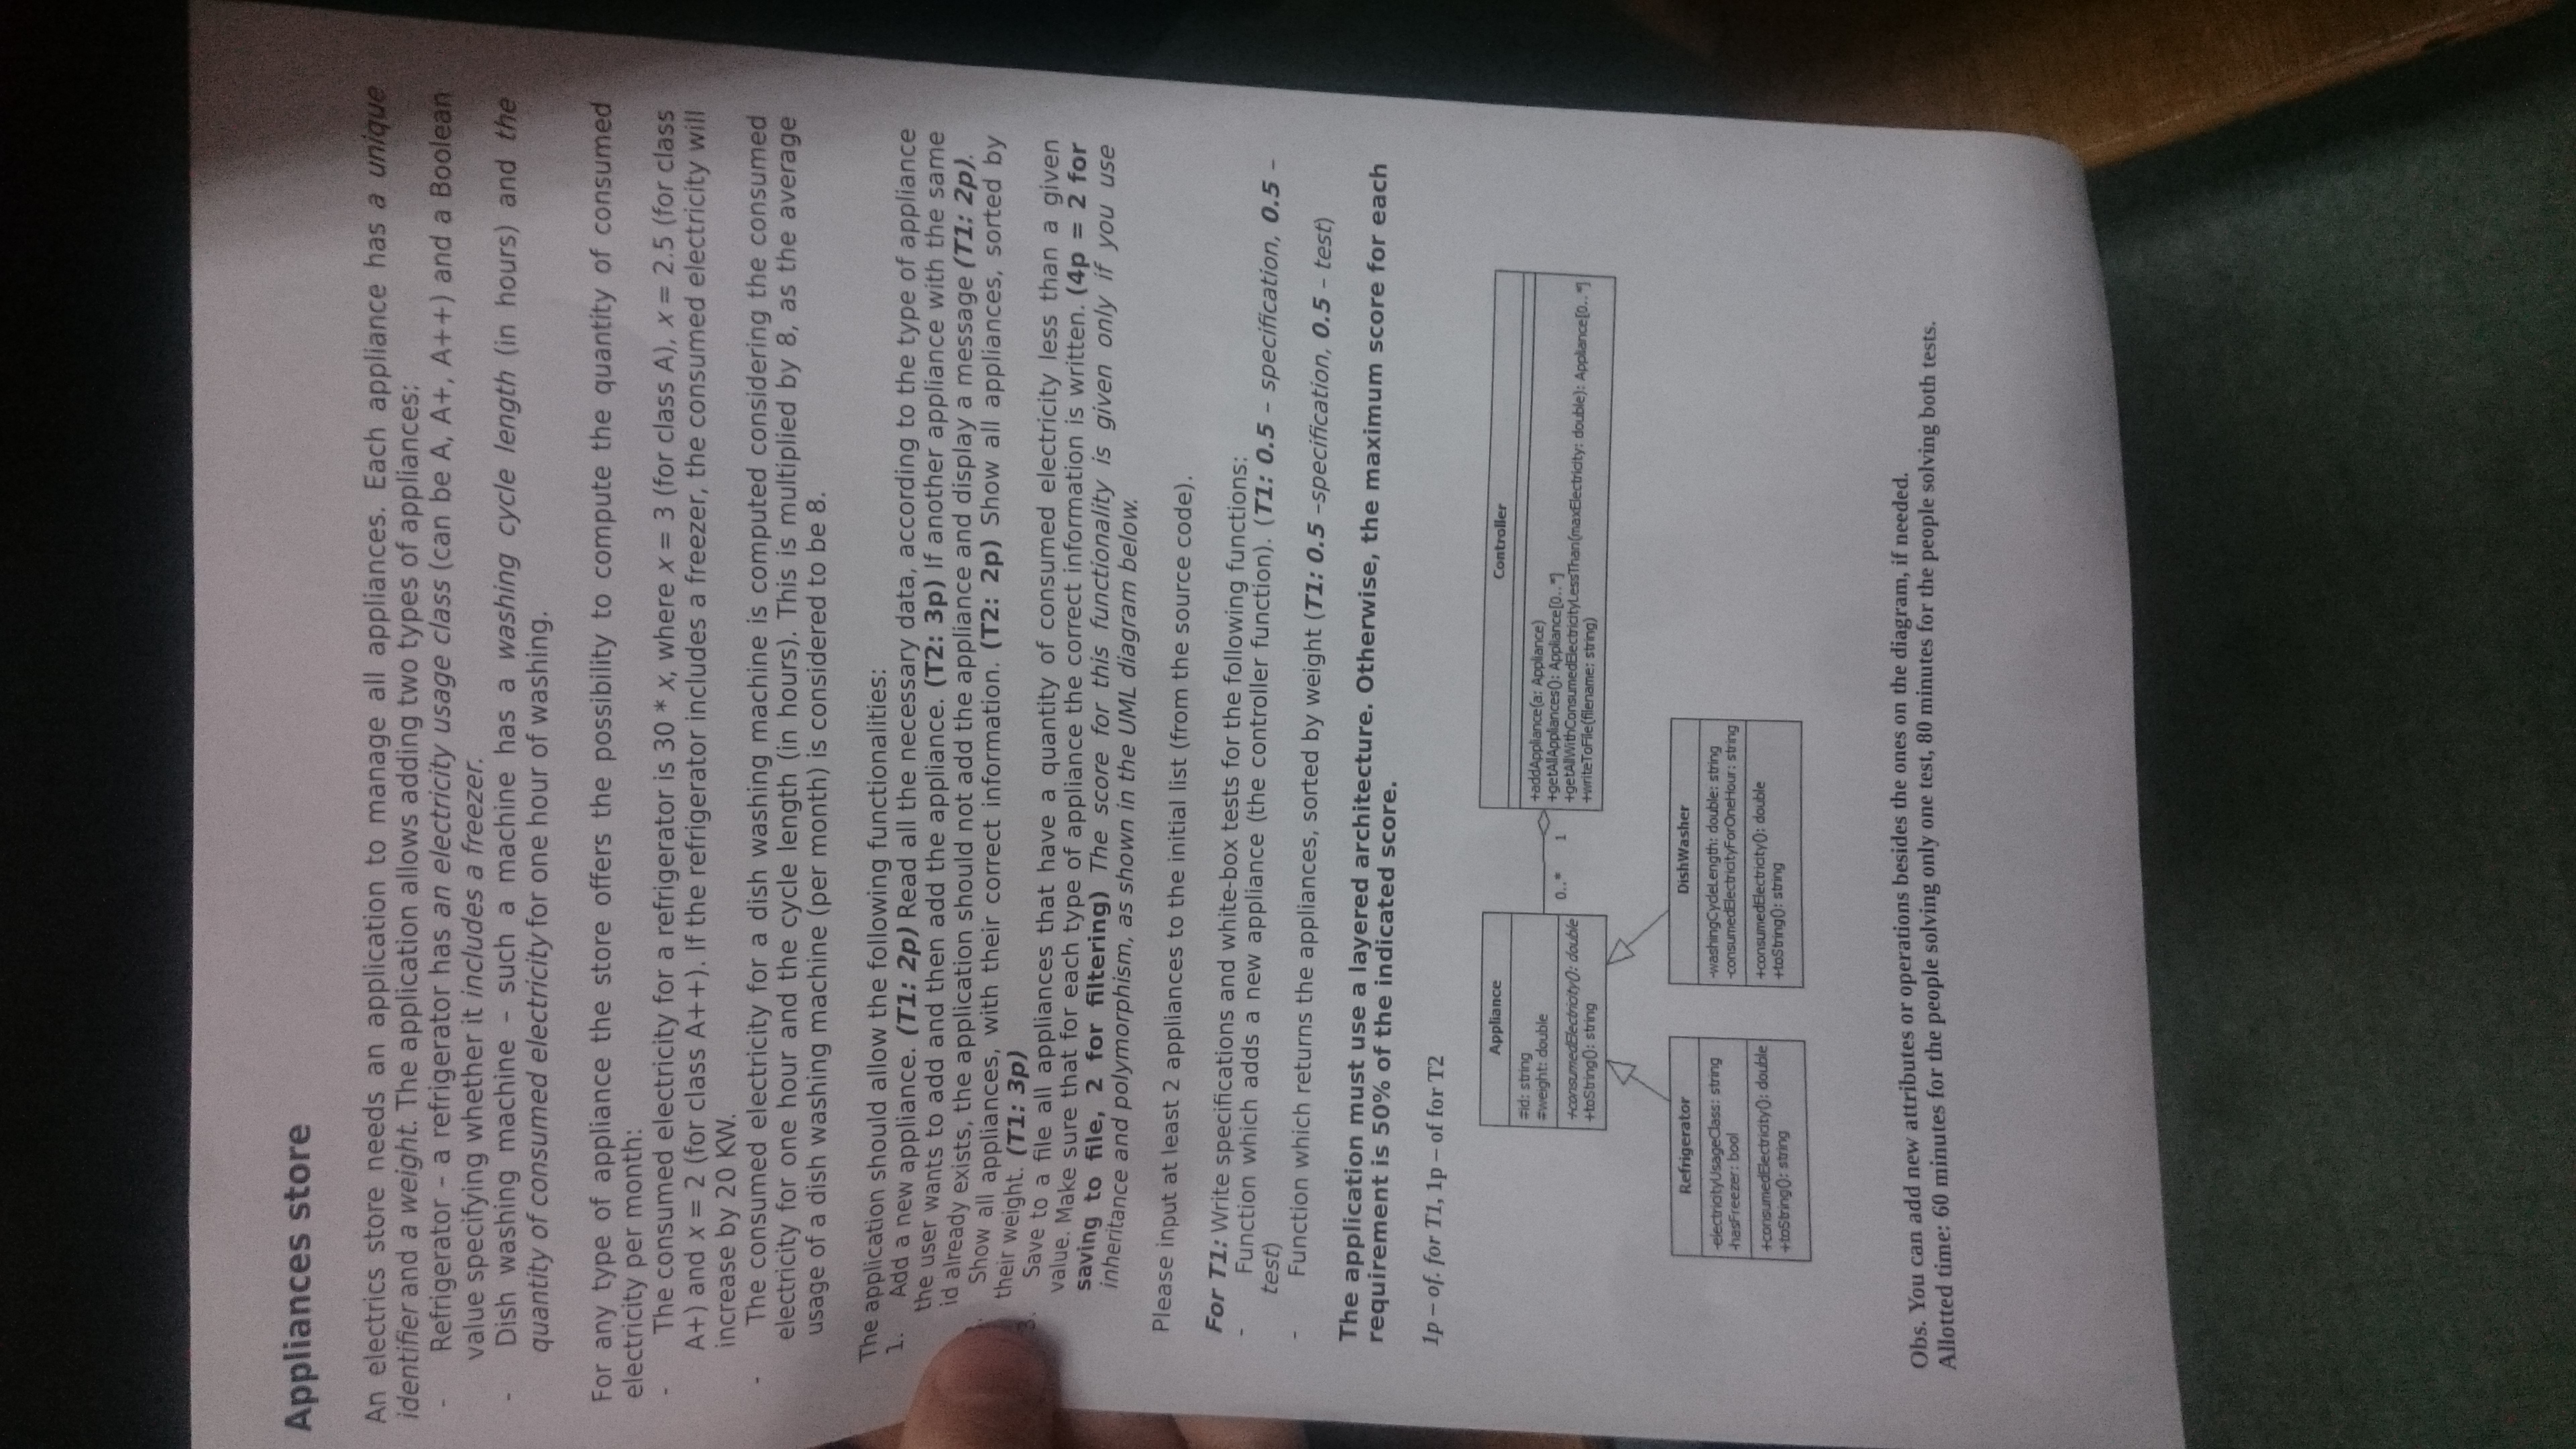 Appliances store
An electrics store needs an application to manage all appliances. Each appliance has a unique
identifier and a weight. The application allows adding two types of appliances:
- Refrigerator – a refrigerator has an electricity usage class (can be A, A+, A++) and a Boolean
value specifying whether it includes a freezer.
- Dish washing machine – such a machine has a washing cycle length (in hours) and the
quantity of consumed electricity for one hour of washing.
For any type of appliance the store offers the possibility to compute the quantity of consumed
electricity per month:
- The consumed electricity for a refrigerator is 30 * x, where x = 3 (for class A), x = 2.5 (for class
A+) and x = 2 (for class A++). If the refrigerator includes a freezer, the consumed electricity will
increase by 20 KW.
- The consumed electricity for a dish washing machine is computed considering the consumed
electricity for one hour and the cycle length (in hours). This is multiplied by 8, as the average
usage of a dish washing machine (per month) is considered to be 8.
The application should allow the following functionalities:
1. Add a new appliance. (T1: 2p) Read all the necessary data, according to the type of appliance
the user wants to add and then add the appliance. (T2: 3p) If another appliance with the same
id already exists, the application should not add the appliance and display a message (T1: 2p).
Show all appliances, with their correct information. (T2: 2p) Show all appliances, sorted by
their weight. (T1: 3p)
3. Save to a file all appliances that have a quantity of consumed electricity less than a given
value. Make sure that for each type of appliance the correct information is written. (4p = 2 for
saving to file, 2 for filtering) The score for this functionality is given only if you use
inheritance and polymorphism, as shown in the UML diagram below.
Please input at least 2 appliances to the initial list (from the source code).
For T1: Write specifications and white-box tests for the following functions:
- Function which adds a new appliance (the controller function). (T1: 0.5 – specification, 0.5 –
test)
- Function which returns the appliances, sorted by weight (T1: 0.5 –specification, 0.5 – test)
The application must use a layered architecture. Otherwise, the maximum score for each
requirement is 50% of the indicated score.
1p – of. for T1, 1p – of for T2
Appliance
#id: string
#weight: double
+consumedElectricity(): double
+toString(): string
0..* 1
Controller
+addAppliance(a: Appliance)
+getAllAppliances(): Appliance[0..*]
+getAllWithConsumedElectricityLessThan(maxElectricity: double): Appliance[0..*]
+writeToFile(filename: string)
Refrigerator
-electricityUsageClass: string
-hasFreezer: bool
+consumedElectricity(): double
+toString(): string
DishWasher
-washingCycleLength: double: string
-consumedElectricityForOneHour: string
+consumedElectricity(): double
+toString(): string
Obs. You can add new attributes or operations besides the ones on the diagram, if needed.
Allotted time: 60 minutes for the people solving only one test, 80 minutes for the people solving both tests.